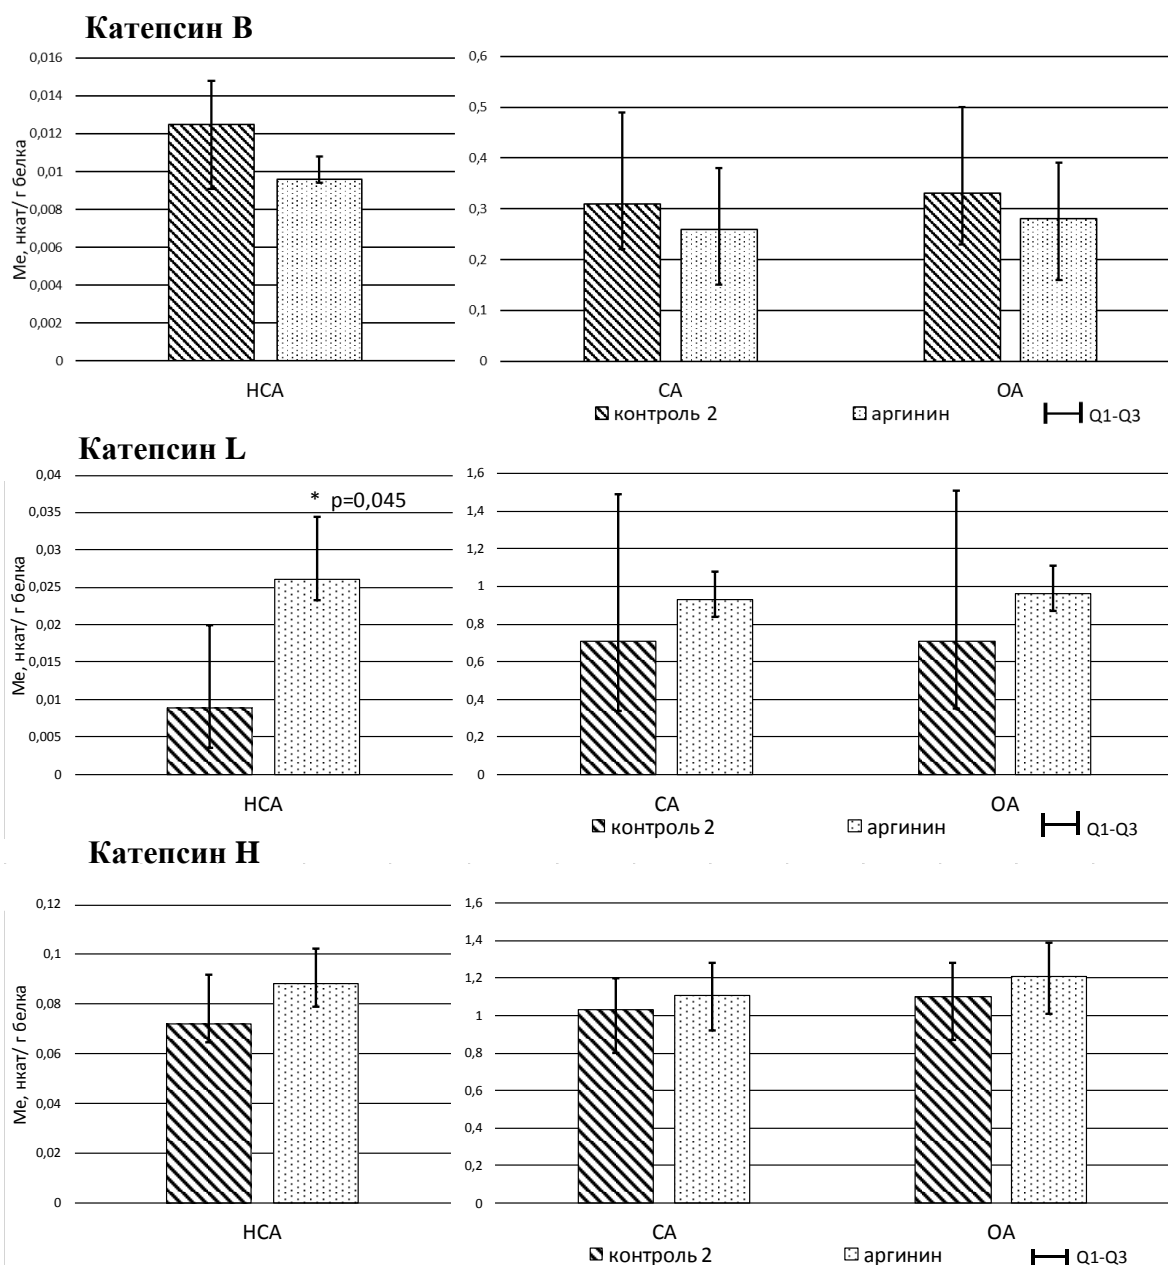 Катепсин B
0,016
0,014
0,012
0,01
0,008
0,006
0,004
0,002
0
Ме, нкат/ г белка
НСА
0,6
0,5
0,4
0,3
0,2
0,1
0
СА
ОА
контроль 2
аргинин
Q1-Q3
Катепсин L
0,04
0,035
0,03
0,025
0,02
0,015
0,01
0,005
0
Ме, нкат/ г белка
* p=0,045
НСА
1,6
1,4
1,2
1
0,8
0,6
0,4
0,2
0
СА
ОА
контроль 2
аргинин
Q1-Q3
Катепсин H
0,12
0,1
0,08
0,06
0,04
0,02
0
Ме, нкат/ г белка
НСА
1,6
1,4
1,2
1
0,8
0,6
0,4
0,2
0
СА
ОА
контроль 2
аргинин
Q1-Q3